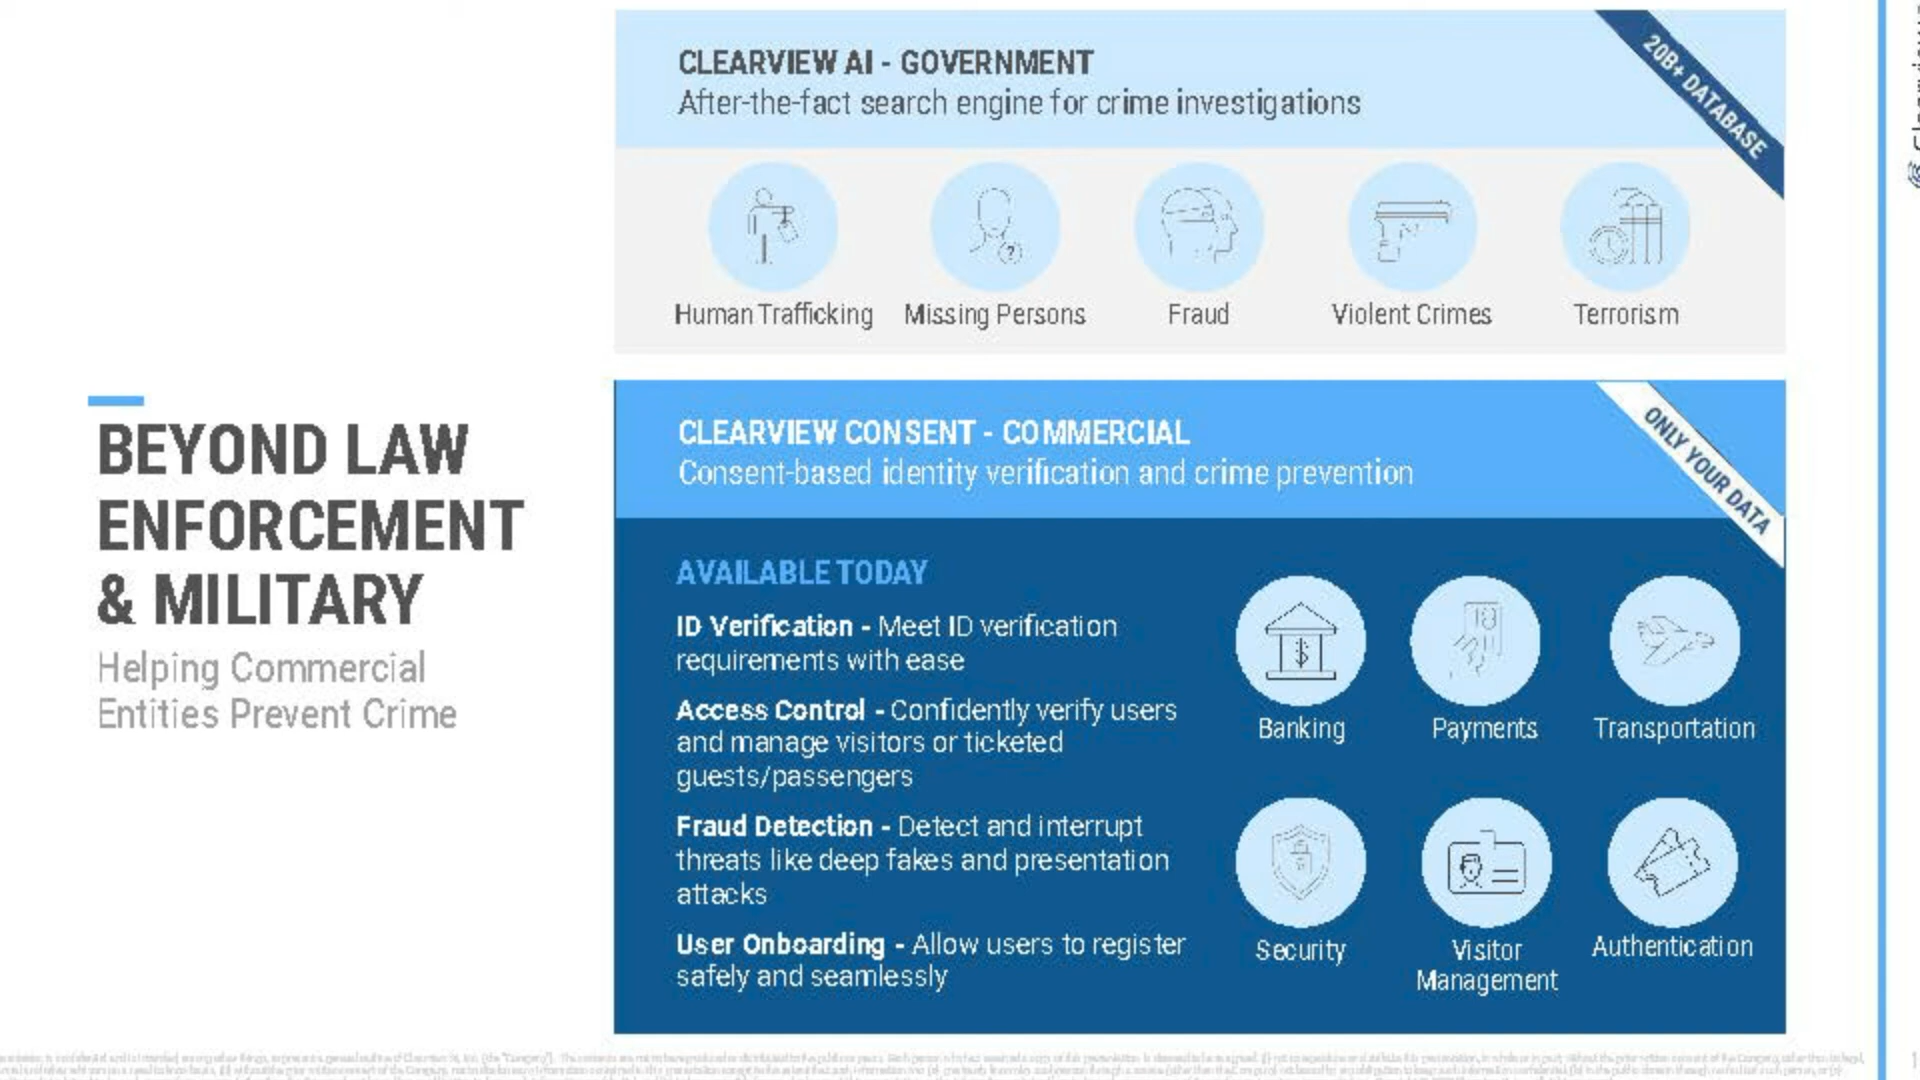 BEYOND LAW
ENFORCEMENT
& MILITARY
Helping Commercial
Entities Prevent Crime
CLEARVIEW AI - GOVERNMENT
After-the-fact search engine for crime investigations
20B+ DATABASE
Human Trafficking
Missing Persons
Fraud
Violent Crimes
Terrorism
CLEARVIEW CONSENT - COMMERCIAL
Consent-based identity verification and crime prevention
ONLY YOUR DATA
AVAILABLE TODAY
ID Verification - Meet ID verification
requirements with ease
Access Control - Confidently verify users
and manage visitors or ticketed
guests/passengers
Fraud Detection - Detect and interrupt
threats like deep fakes and presentation
attacks
User Onboarding - Allow users to register
safely and seamlessly
Banking
Payments
Transportation
Security
Visitor
Management
Authentication